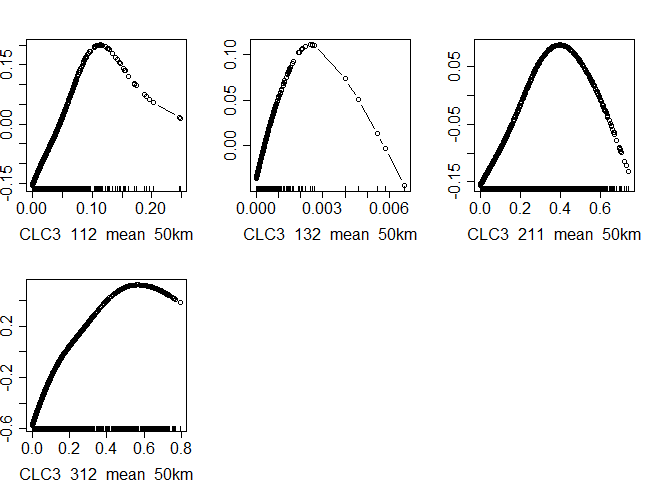 0.15
0.00
-0.15
0.00 0.10 0.20
CLC3 112 mean 50km
0.10
0.05
0.00
0.000 0.003 0.006
CLC3 132 mean 50km
0.05
-0.05
-0.15
0.0 0.2 0.4 0.6
CLC3 211 mean 50km
0.2
-0.2
-0.6
0.0 0.2 0.4 0.6 0.8
CLC3 312 mean 50km